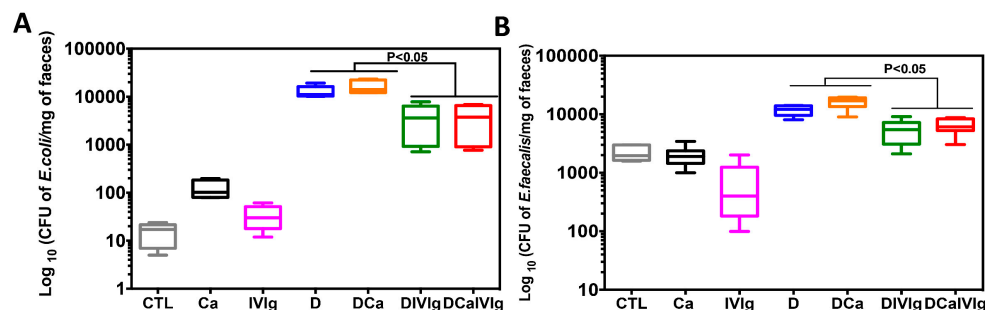 A
Log 10 (CFU of E.coli/mg of faeces)
100000
10000
1000
100
10
1
P<0.05
CTL Ca IVIg D DCa DIVIg DCaIVIg
B
Log 10 (CFU of E.faecalis/mg of faeces)
100000
10000
1000
100
10
P<0.05
CTL Ca IVIg D DCa DIVIg DCaIVIg